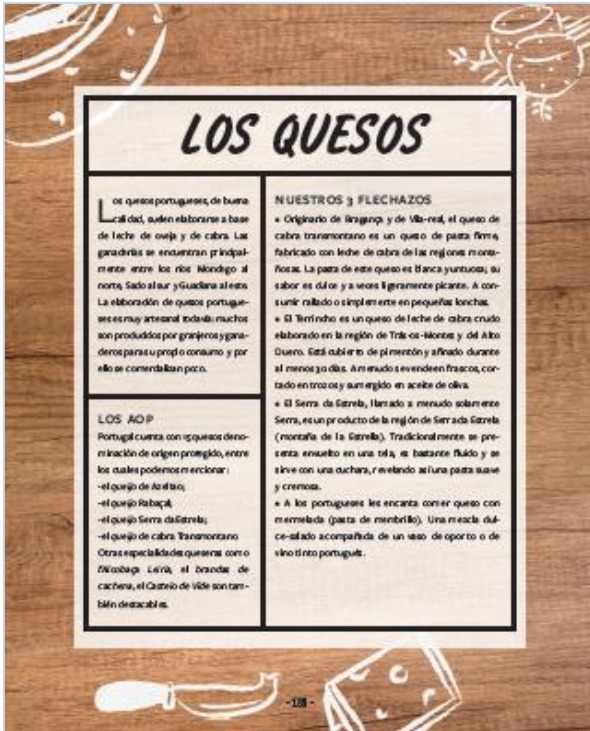 LOS QUESOS
Los quesos portugueses, de buena
calidad, suelen elaborarse a base
de leche de oveja y de cabra. Las
ganaderías se encuentran principal-
mente entre los ríos Mondego al
norte, Sado al sur y Guadiana al este.
La elaboración de quesos portugue-
ses es muy artesanal todavía: muchos
son producidos por granjeros y gana-
deros para su propio consumo y por
ello se comercializan poco.
LOS AOP
Portugal cuenta con 15 quesos deno-
minación de origen protegido, entre
los cuales podemos mencionar:
-el queijo de Azeitao;
-el queijo Rabaçal;
-el queijo Serra da Estrela;
-el queijo de cabra Transmontano
Otras especialidades queseras como
l'Alcobaça Leiria, el brandas de
cachena, el Castelo de Vide son tam-
bién destacables.
NUESTROS 3 FLECHAZOS
• Originario de Bragança y de Vila-real, el queso de
cabra transmontano es un queso de pasta firme,
fabricado con leche de cabra de las regiones monta-
ñosas. La pasta de este queso es blanca y untuosa; su
sabor es dulce y a veces ligeramente picante. A con-
sumir rallado o simplemente en pequeñas lonchas.
• El Terrincho es un queso de leche de cabra crudo
elaborado en la región de Trás-os-Montes y del Alto
Duero. Está cubierto de pimentón y afinado durante
al menos 30 días. A menudo se venden en frascos, cor-
tado en trozos y sumergido en aceite de oliva.
• El Serra da Estrela, llamado a menudo solamente
Serra, es un producto de la región de Serra da Estrela
(montaña de la Estrella). Tradicionalmente se pre-
senta envuelto en una tela, es bastante fluido y se
sirve con una cuchara, revelando así una pasta suave
y cremosa.
• A los portugueses les encanta comer queso con
mermelada (pasta de membrillo). Una mezcla dul-
ce-salado acompañada de un vaso de oporto o de
vino tinto portugués.